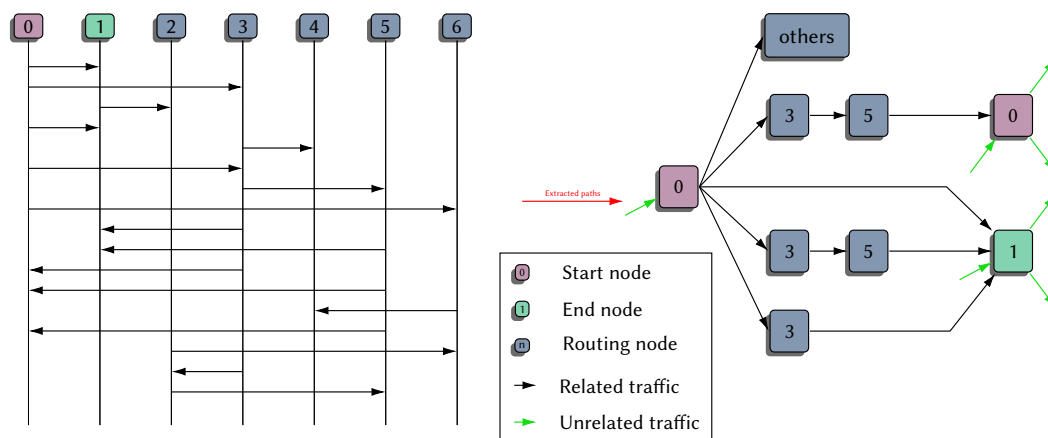 0 1 2 3 4 5 6
others
3 5 0
0
Extracted paths
3 5 1
3
0 Start node
1 End node
n Routing node
Related traffic
Unrelated traffic